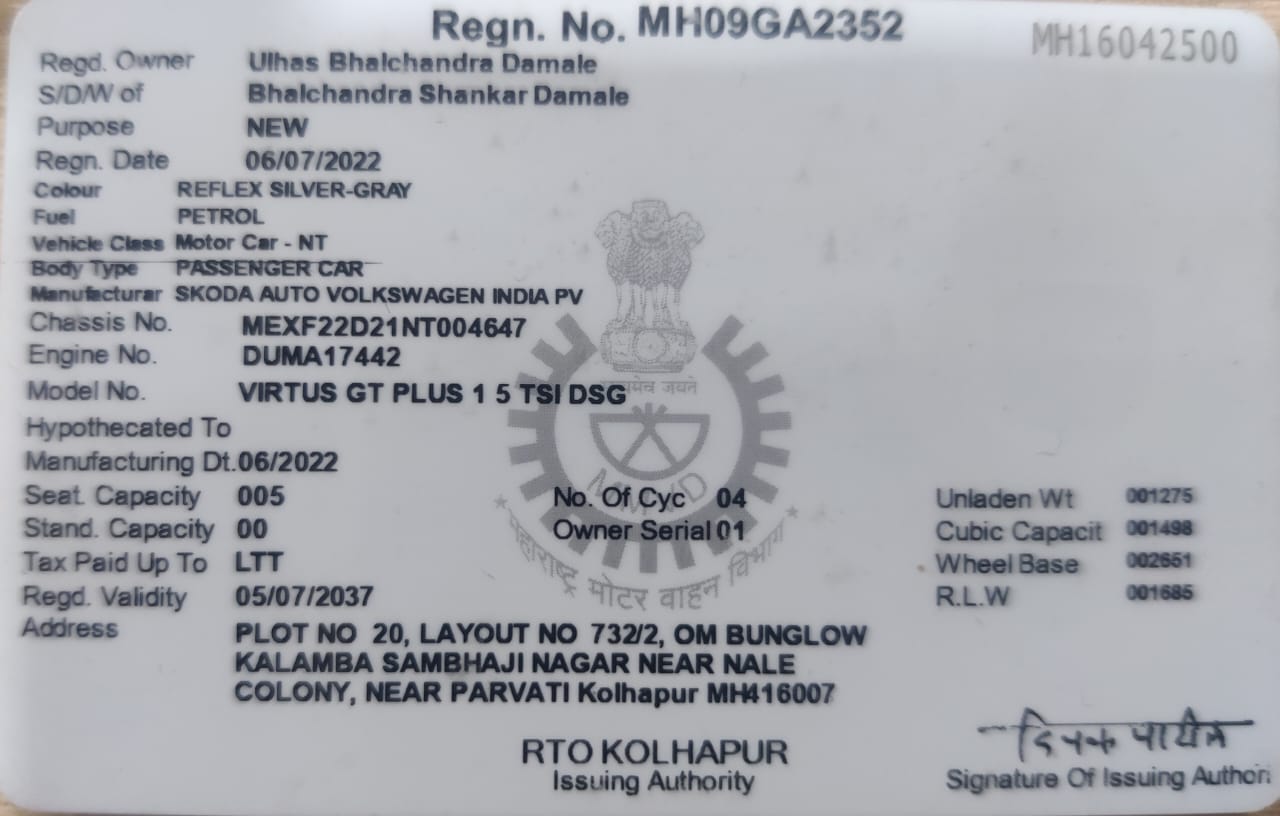 Regn. No. MH09GA2352
MH16042500
Regd. Owner Ulhas Bhalchandra Damale
S/D/W of Bhalchandra Shankar Damale
Purpose NEW
Regn. Date 06/07/2022
Colour REFLEX SILVER-GRAY
Fuel PETROL
Vehicle Class Motor Car - NT
Body Type PASSENGER CAR
Manufacturar SKODA AUTO VOLKSWAGEN INDIA PV
Chassis No. MEXF22D21NT004647
Engine No. DUMA17442
Model No. VIRTUS GT PLUS 1 5 TSI DSG
Hypothecated To
Manufacturing Dt. 06/2022
Seat. Capacity 005 No. Of Cyc 04 Unladen Wt 001275
Stand. Capacity 00 Owner Serial 01 Cubic Capacit 001498
Tax Paid Up To LTT Wheel Base 002651
Regd. Validity 05/07/2037 R.L.W 001685
Address PLOT NO 20, LAYOUT NO 732/2, OM BUNGLOW
KALAMBA SAMBHAJI NAGAR NEAR NALE
COLONY, NEAR PARVATI Kolhapur MH416007
सत्यमेव जयते
MMVD
महाराष्ट्र मोटर वाहन विभाग
RTO KOLHAPUR
Issuing Authority
Signature Of Issuing Authori